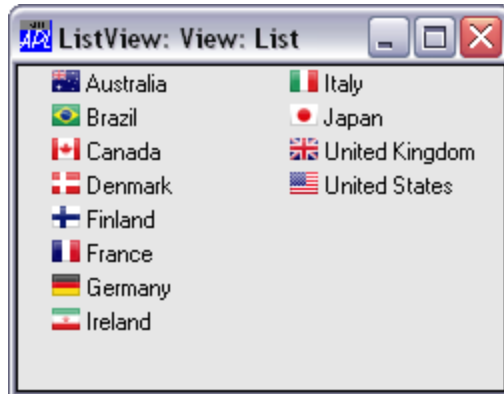 ListView: View: List
Australia
Brazil
Canada
Denmark
Finland
France
Germany
Ireland
Italy
Japan
United Kingdom
United States